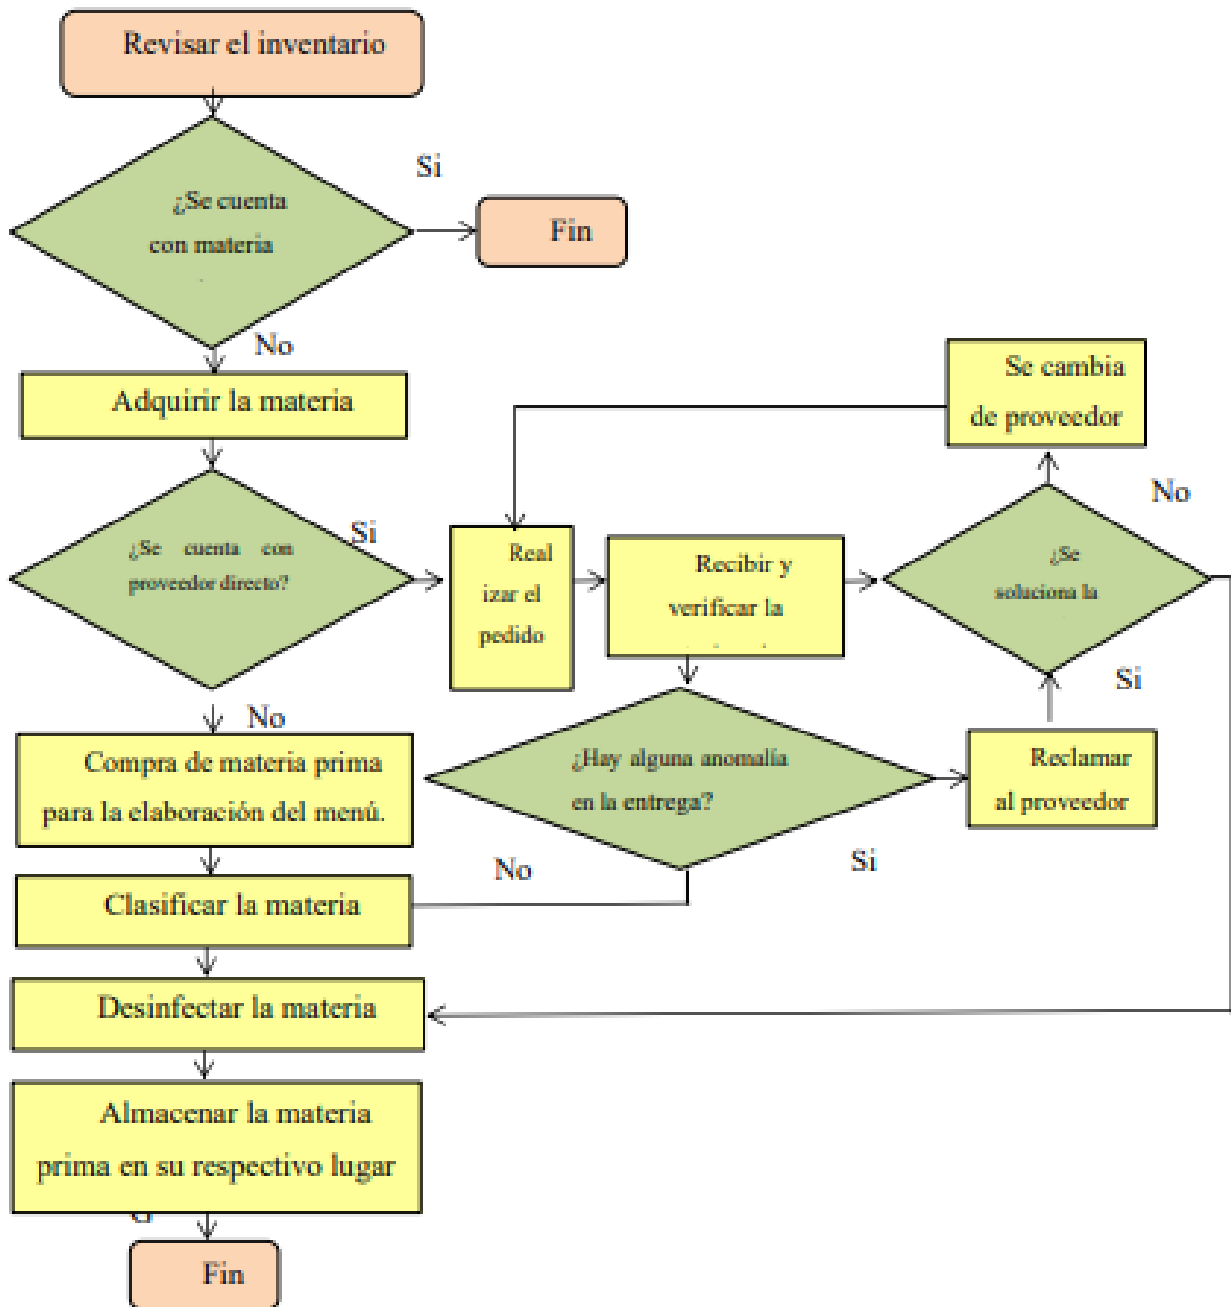 Revisar el inventario
Si
¿Se cuenta
con materia
Fin
No
Adquirir la materia
Se cambia
de proveedor
No
Si
¿Se cuenta con
proveedor directo?
Real
izar el
pedido
Recibir y
verificar la
¿Se
soluciona la
Si
No
Compra de materia prima
para la elaboración del menú.
¿Hay alguna anomalía
en la entrega?
Reclamar
al proveedor
No
Si
Clasificar la materia
Desinfectar la materia
Almacenar la materia
prima en su respectivo lugar
Fin